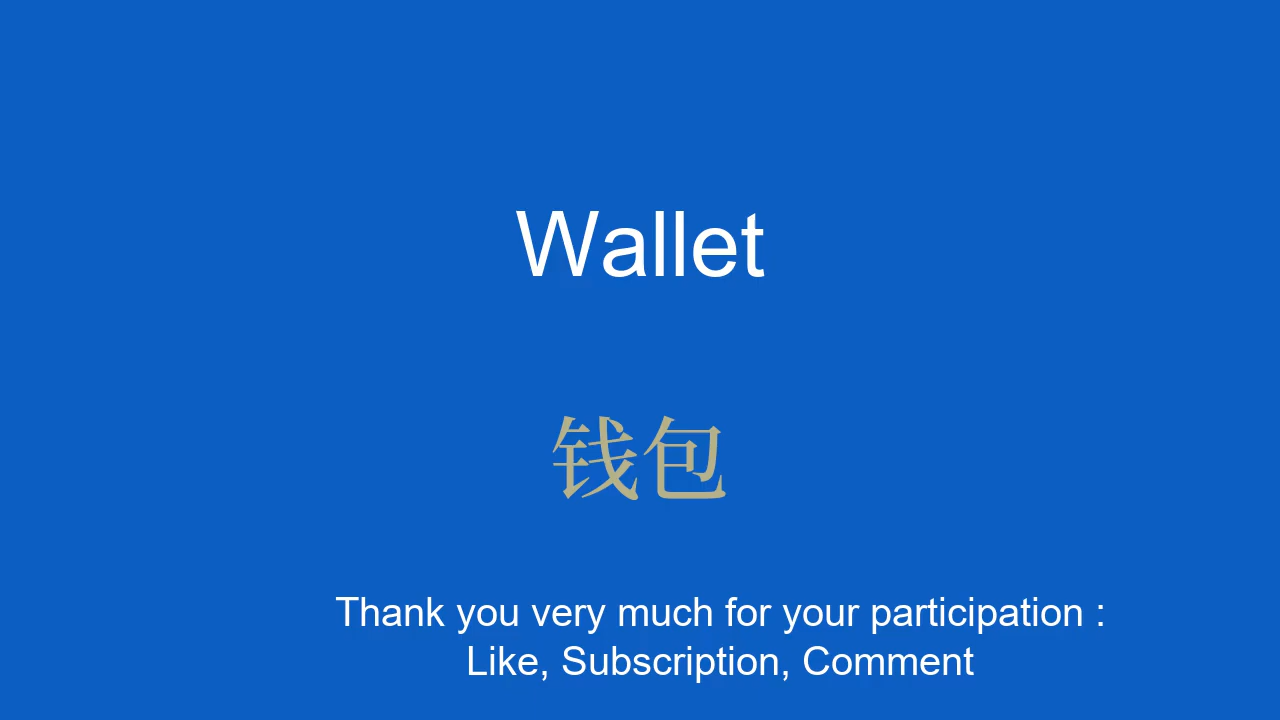 Wallet
钱包
Thank you very much for your participation :
Like, Subscription, Comment